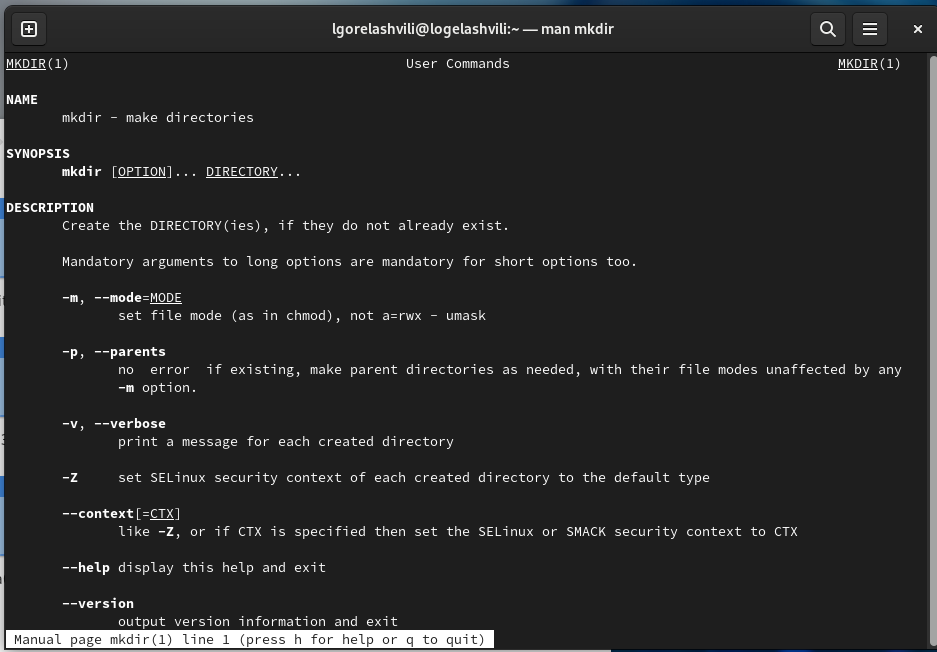 lgorelashvili@logelashvili:~ — man mkdir
MKDIR(1) User Commands MKDIR(1)
NAME
mkdir - make directories
SYNOPSIS
mkdir [OPTION]... DIRECTORY...
DESCRIPTION
Create the DIRECTORY(ies), if they do not already exist.
Mandatory arguments to long options are mandatory for short options too.
-m, --mode=MODE
set file mode (as in chmod), not a=rwx - umask
-p, --parents
no error if existing, make parent directories as needed, with their file modes unaffected by any
-m option.
-v, --verbose
print a message for each created directory
-Z set SELinux security context of each created directory to the default type
--context[=CTX]
like -Z, or if CTX is specified then set the SELinux or SMACK security context to CTX
--help display this help and exit
--version
output version information and exit
Manual page mkdir(1) line 1 (press h for help or q to quit)